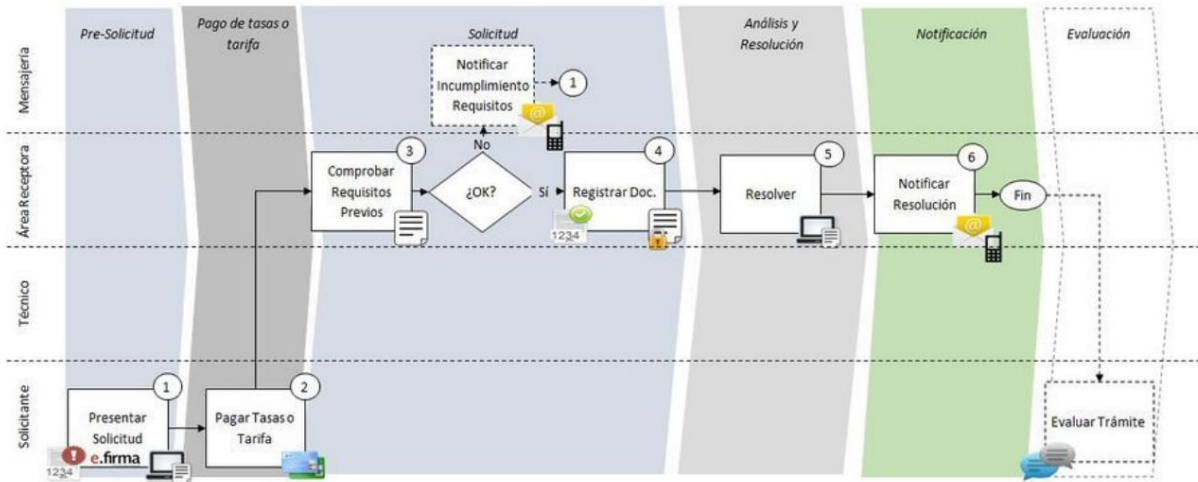 Pre-Solicitud
Pago de tasas o
tarifa
Solicitud
Análisis y
Resolución
Notificación
Evaluación
Mensajería
Notificar
Incumplimiento
Requisitos
@
1
Área Receptora
3
Comprobar
Requisitos
Previos
No
¿OK?
Sí
4
Registrar Doc.
1234
5
Resolver
6
Notificar
Resolución
@
Fin
Técnico
Solicitante
1
Presentar
Solicitud
e.firma
1234
2
Pagar Tasas o
Tarifa
Evaluar Trámite